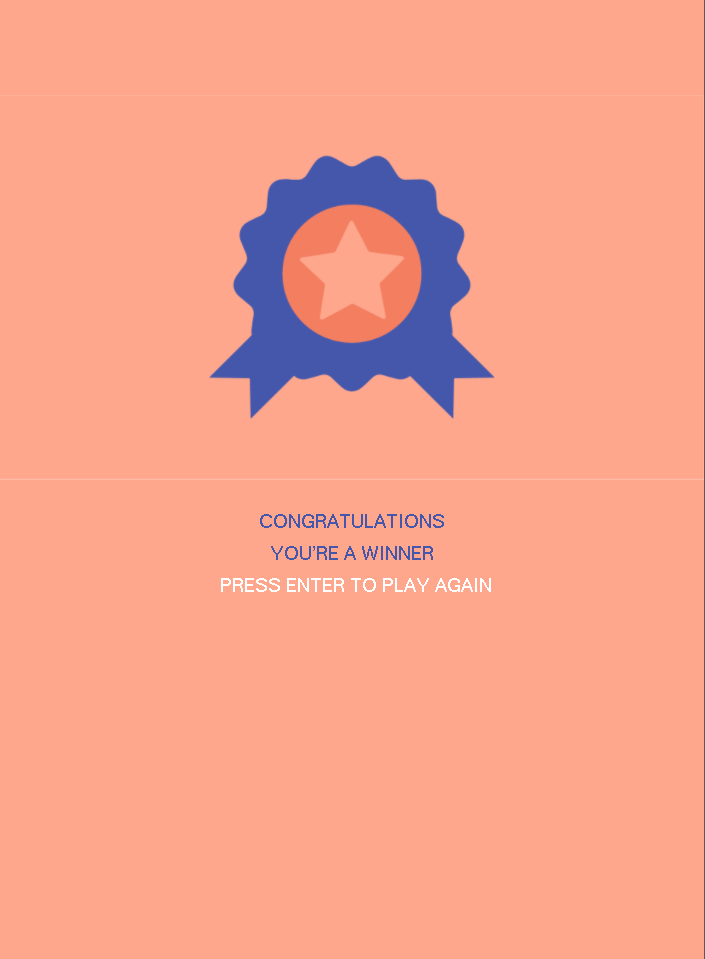 CONGRATULATIONS
YOU’RE A WINNER
PRESS ENTER TO PLAY AGAIN